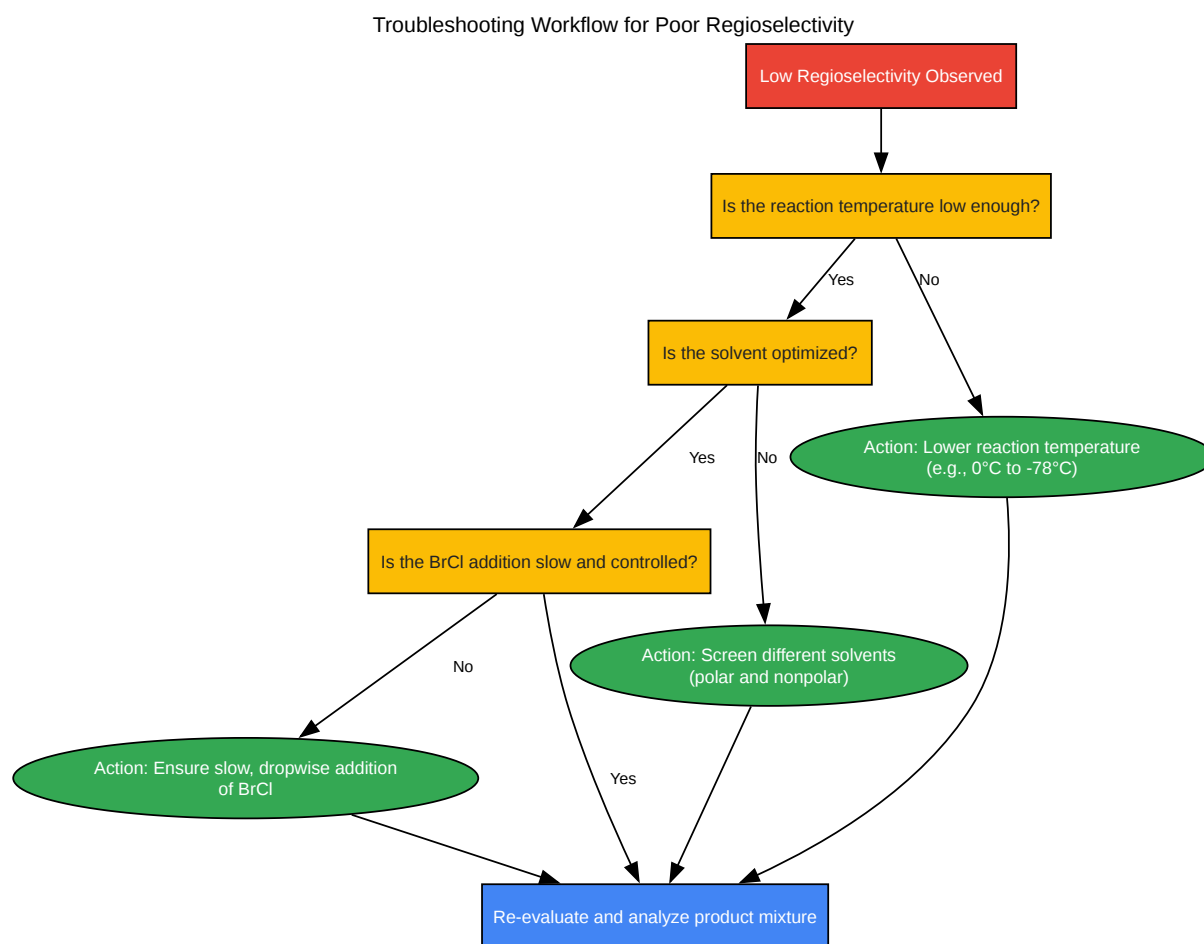 Troubleshooting Workflow for Poor Regioselectivity
Low Regioselectivity Observed
Is the reaction temperature low enough?
Yes
No
Is the solvent optimized?
Action: Lower reaction temperature
(e.g., 0°C to -78°C)
Yes
No
Is the BrCl addition slow and controlled?
Action: Screen different solvents
(polar and nonpolar)
No
Yes
Action: Ensure slow, dropwise addition
of BrCl
Re-evaluate and analyze product mixture